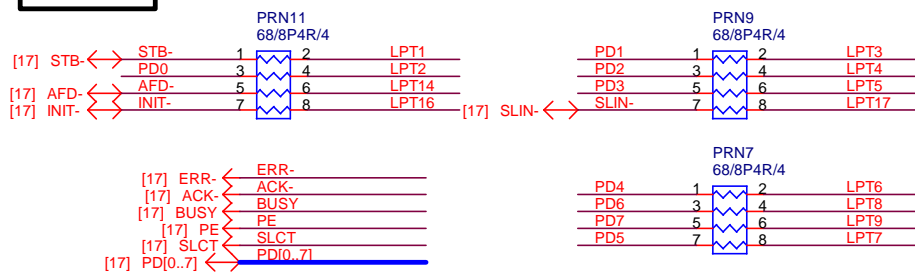 PRN11
68/8P4R/4
[17] STB- STB- 1 2 LPT1
PD0 3 4 LPT2
[17] AFD- AFD- 5 6 LPT14
[17] INIT- INIT- 7 8 LPT16
PRN9
68/8P4R/4
PD1 1 2 LPT3
PD2 3 4 LPT4
PD3 5 6 LPT5
[17] SLIN- SLIN- 7 8 LPT17
[17] ERR- ERR-
[17] ACK- ACK-
[17] BUSY BUSY
[17] PE PE
[17] SLCT SLCT
[17] PD[0..7] PD[0..7]
PRN7
68/8P4R/4
PD4 1 2 LPT6
PD6 3 4 LPT8
PD7 5 6 LPT9
PD5 7 8 LPT7